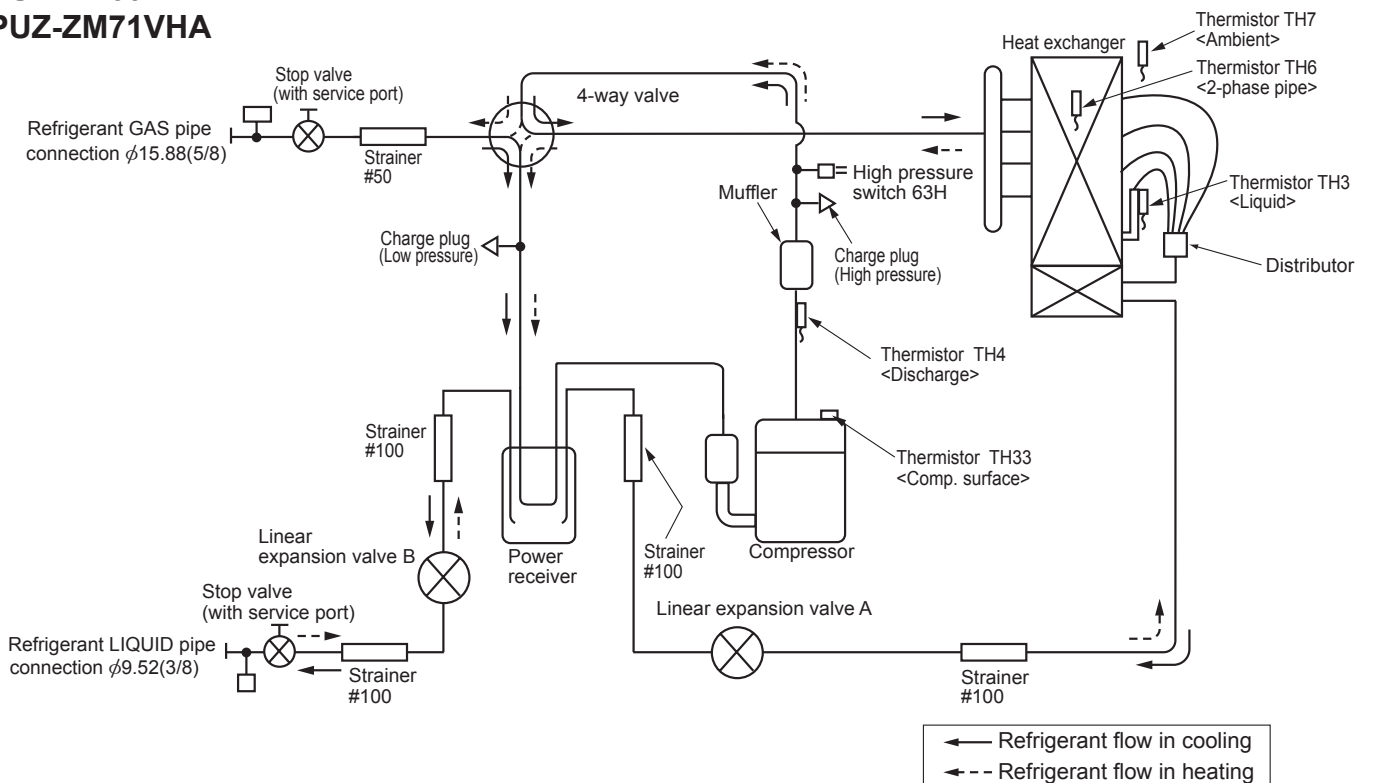 PUZ-ZM71VHA
Stop valve
(with service port)
Refrigerant GAS pipe
connection ϕ15.88(5/8)
Strainer
#50
4-way valve
Heat exchanger
Thermistor TH7
<Ambient>
Thermistor TH6
<2-phase pipe>
High pressure
switch 63H
Muffler
Charge plug
(Low pressure)
Charge plug
(High pressure)
Thermistor TH3
<Liquid>
Distributor
Thermistor TH4
<Discharge>
Strainer
#100
Thermistor TH33
<Comp. surface>
Linear
expansion valve B
Power
receiver
Strainer
#100
Compressor
Stop valve
(with service port)
Linear expansion valve A
Refrigerant LIQUID pipe
connection ϕ9.52(3/8)
Strainer
#100
Strainer
#100
Refrigerant flow in cooling
Refrigerant flow in heating